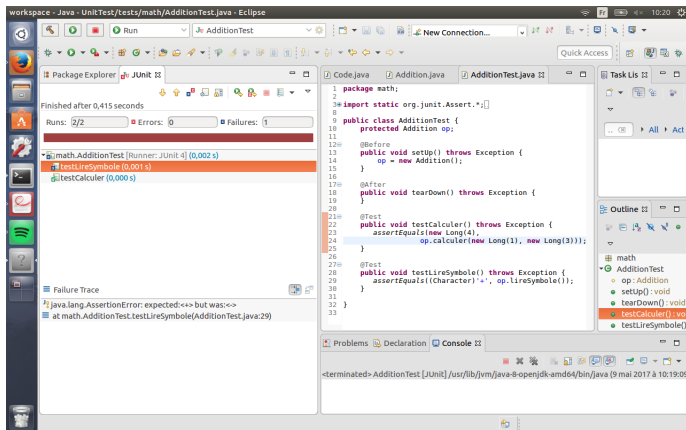 workspace - Java - UnitTest/tests/math/AdditionTest.java - Eclipse
Fr
10:20
Run
AdditionTest
New Connection...
Quick Access
Package Explorer
JUnit
Finished after 0,415 seconds
Runs: 2/2
Errors: 0
Failures: 1
math.AdditionTest [Runner: JUnit 4] (0,002 s)
testLireSymbole (0,001 s)
testCalculer (0,000 s)
Failure Trace
java.lang.AssertionError: expected:<+> but was:<->
at math.AdditionTest.testLireSymbole(AdditionTest.java:29)
Code.java
Addition.java
AdditionTest.java
1 package math;
2
3 import static org.junit.Assert.*;
8
9 public class AdditionTest {
10 protected Addition op;
11
12 @Before
13 public void setUp() throws Exception {
14 op = new Addition();
15 }
16
17 @After
18 public void tearDown() throws Exception {
19 }
20
21 @Test
22 public void testCalculer() throws Exception {
23 assertEquals(new Long(4),
24 op.calculer(new Long(1), new Long(3)));
25 }
26
27 @Test
28 public void testLireSymbole() throws Exception {
29 assertEquals((Character)'+', op.lireSymbole());
30 }
31
32 }
33
Problems
Declaration
Console
<terminated> AdditionTest [JUnit] /usr/lib/jvm/java-8-openjdk-amd64/bin/java (9 mai 2017 à 10:19:09
Task Lis
All
Act
Outline
math
AdditionTest
op : Addition
setUp() : void
tearDown() : void
testCalculer() : vo
testLireSymbole()